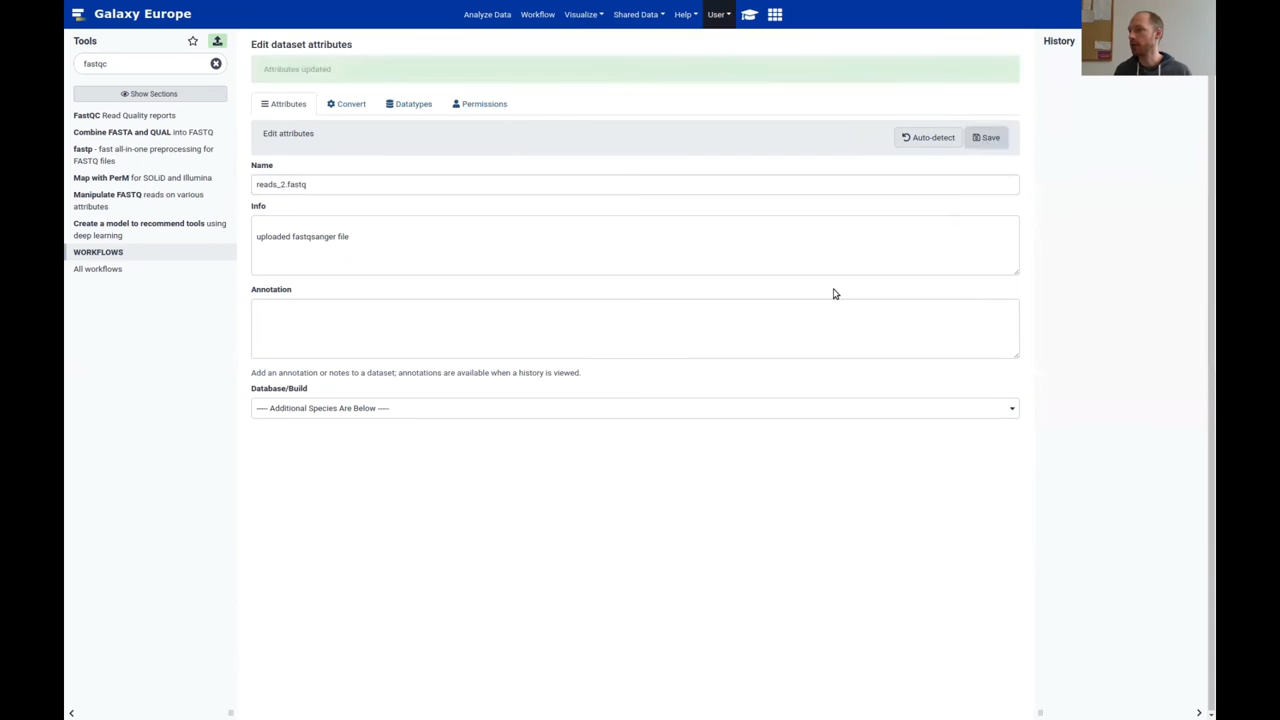 Galaxy Europe
Analyze Data Workflow Visualize Shared Data Help User
Tools
fastqc
Show Sections
FastQC Read Quality reports
Combine FASTA and QUAL into FASTQ
fastp - fast all-in-one preprocessing for
FASTQ files
Map with PerM for SOLiD and Illumina
Manipulate FASTQ reads on various
attributes
Create a model to recommend tools using
deep learning
WORKFLOWS
All workflows
Edit dataset attributes
Attributes updated
Attributes Convert Datatypes Permissions
Edit attributes Auto-detect Save
Name
reads_2.fastq
Info
uploaded fastqsanger file
Annotation
Add an annotation or notes to a dataset; annotations are available when a history is viewed.
Database/Build
----- Additional Species Are Below -----
History